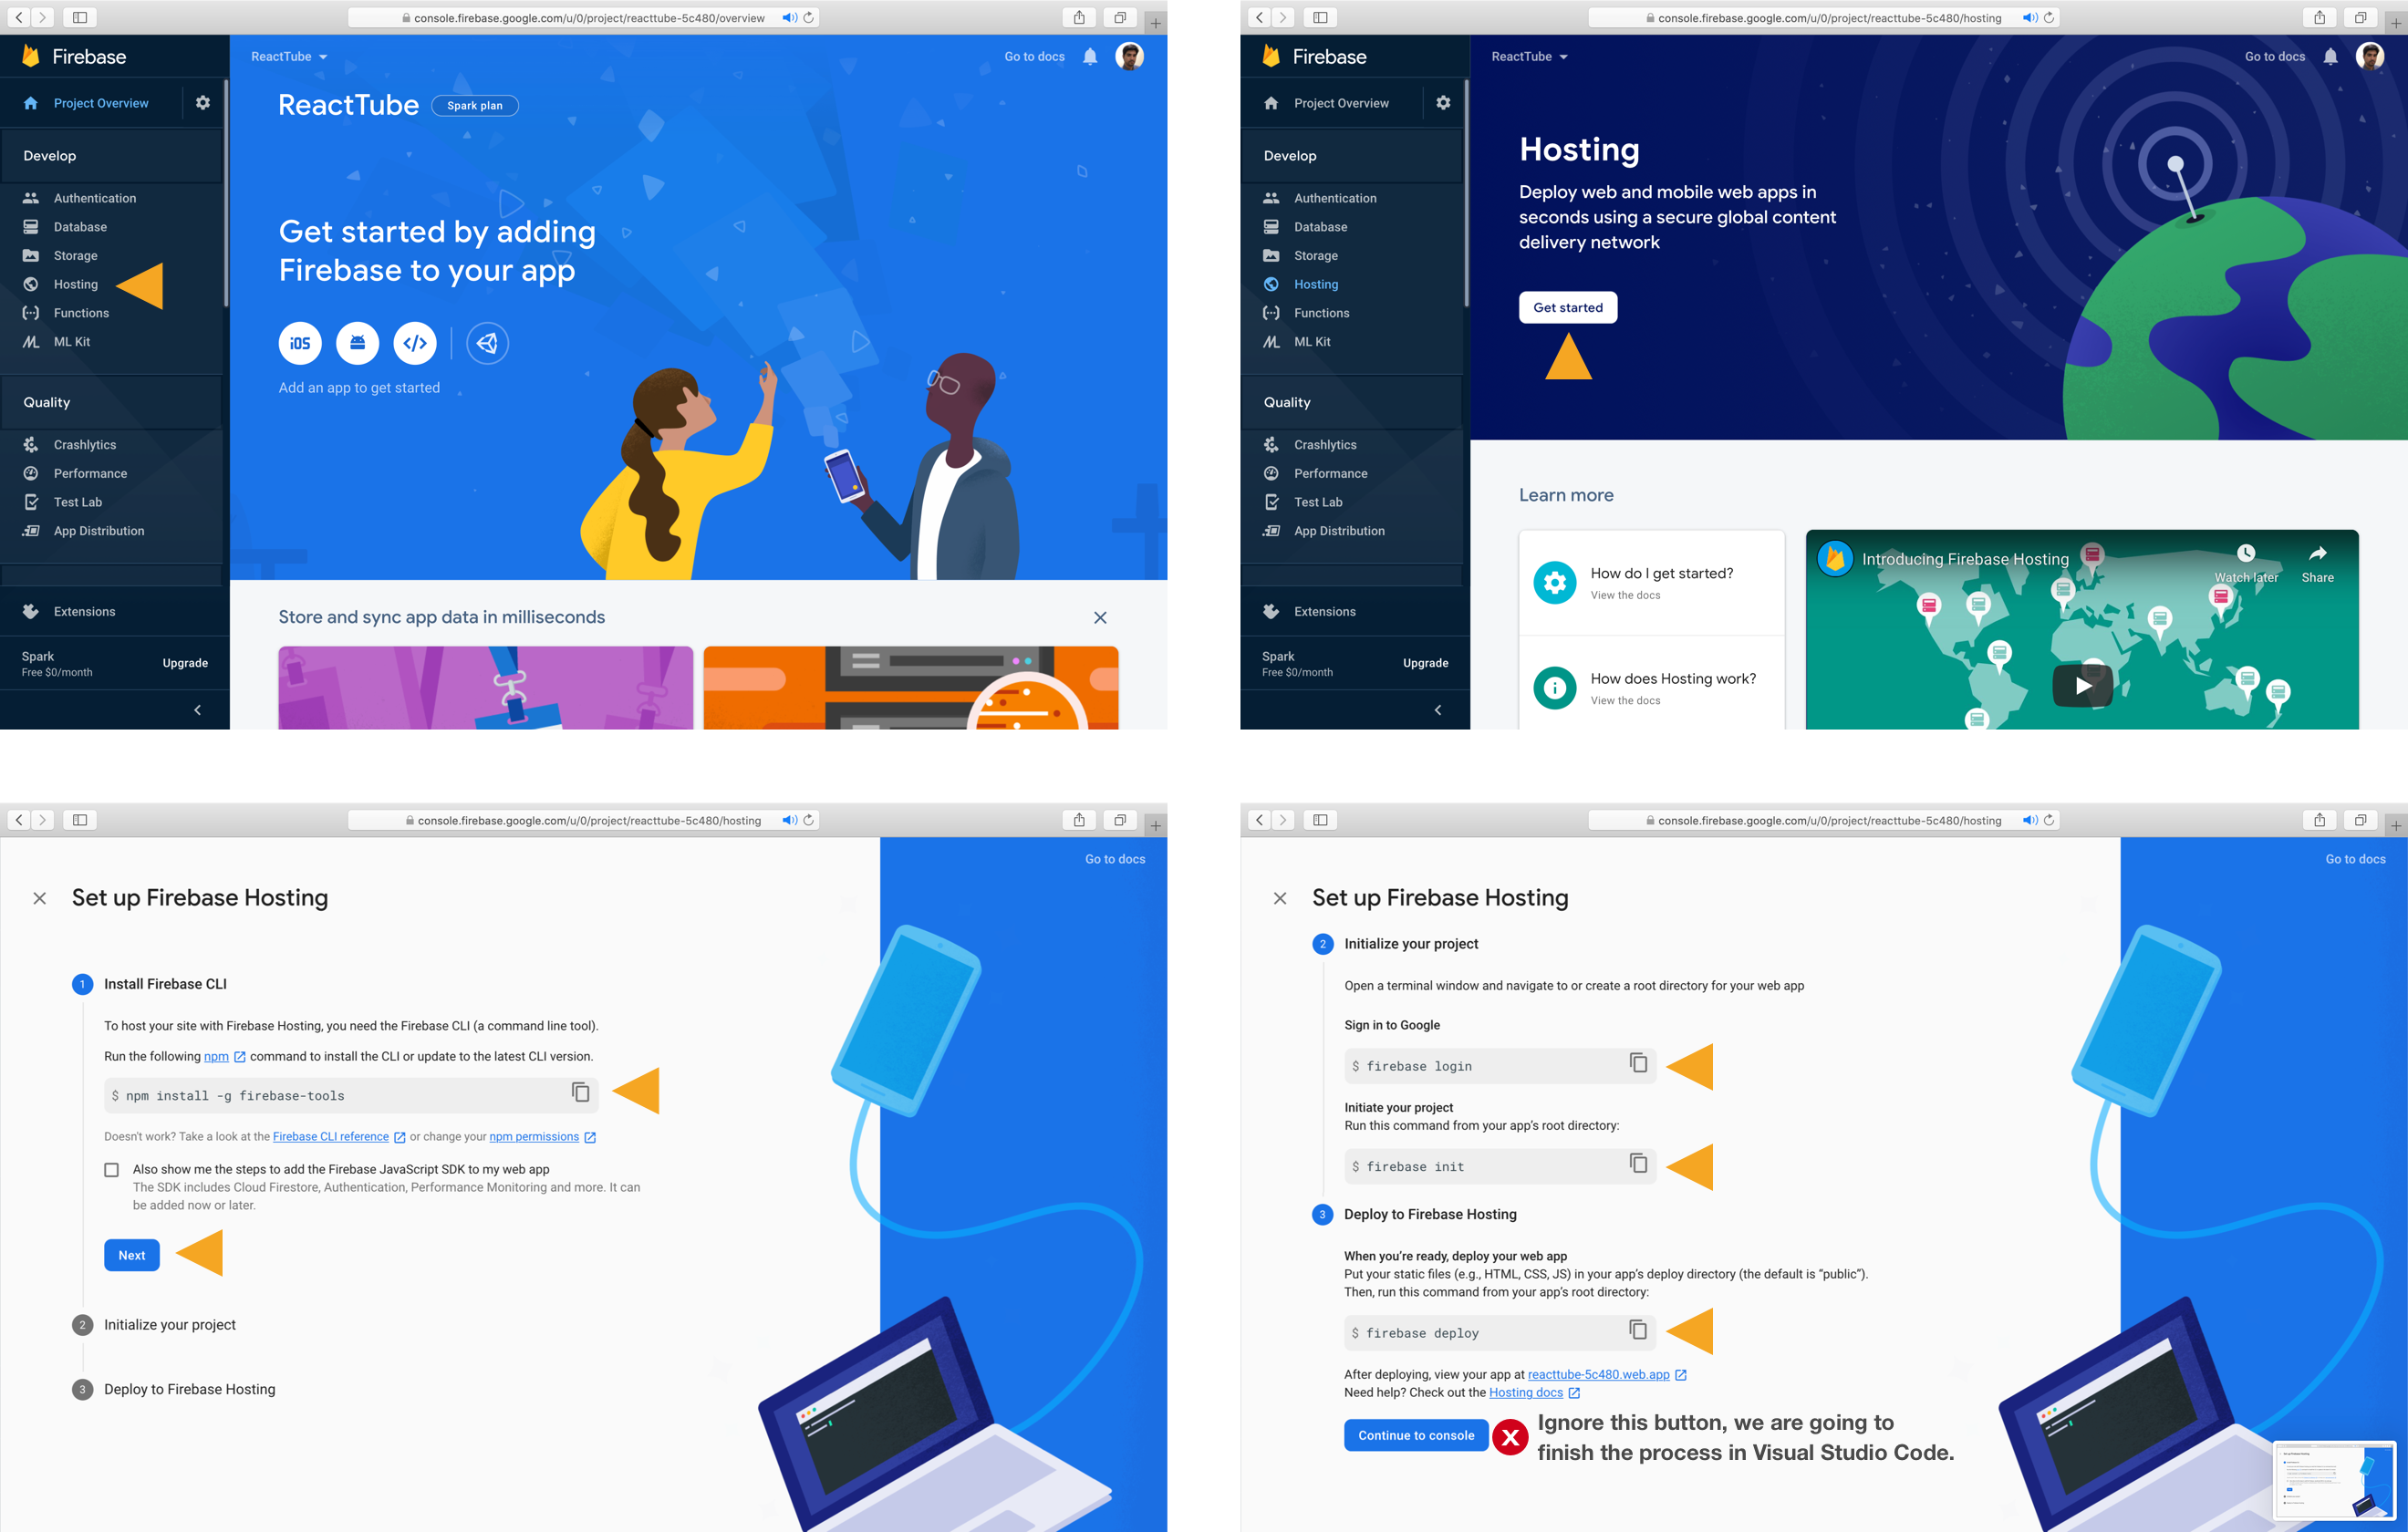 console.firebase.google.com/u/0/project/reacttube-5c480/overview
Firebase
ReactTube
Go to docs
Project Overview
ReactTube
Spark plan
Develop
Authentication
Database
Storage
Hosting
Functions
ML Kit
Get started by adding
Firebase to your app
iOS
Add an app to get started
Quality
Crashlytics
Performance
Test Lab
App Distribution
Extensions
Spark
Free $0/month
Upgrade
Store and sync app data in milliseconds
console.firebase.google.com/u/0/project/reacttube-5c480/hosting
Firebase
ReactTube
Go to docs
Project Overview
Develop
Authentication
Database
Storage
Hosting
Functions
ML Kit
Quality
Crashlytics
Performance
Test Lab
App Distribution
Extensions
Spark
Free $0/month
Upgrade
Hosting
Deploy web and mobile web apps in
seconds using a secure global content
delivery network
Get started
Learn more
How do I get started?
View the docs
How does Hosting work?
View the docs
Introducing Firebase Hosting
Watch later
Share
console.firebase.google.com/u/0/project/reacttube-5c480/hosting
Go to docs
Set up Firebase Hosting
1 Install Firebase CLI
To host your site with Firebase Hosting, you need the Firebase CLI (a command line tool).
Run the following npm command to install the CLI or update to the latest CLI version.
$ npm install -g firebase-tools
Doesn't work? Take a look at the Firebase CLI reference or change your npm permissions
Also show me the steps to add the Firebase JavaScript SDK to my web app
The SDK includes Cloud Firestore, Authentication, Performance Monitoring and more. It can
be added now or later.
Next
2 Initialize your project
3 Deploy to Firebase Hosting
console.firebase.google.com/u/0/project/reacttube-5c480/hosting
Go to docs
Set up Firebase Hosting
2 Initialize your project
Open a terminal window and navigate to or create a root directory for your web app
Sign in to Google
$ firebase login
Initiate your project
Run this command from your app's root directory:
$ firebase init
3 Deploy to Firebase Hosting
When you're ready, deploy your web app
Put your static files (e.g., HTML, CSS, JS) in your app's deploy directory (the default is “public”).
Then, run this command from your app's root directory:
$ firebase deploy
After deploying, view your app at reacttube-5c480.web.app
Need help? Check out the Hosting docs
Continue to console
X
Ignore this button, we are going to
finish the process in Visual Studio Code.